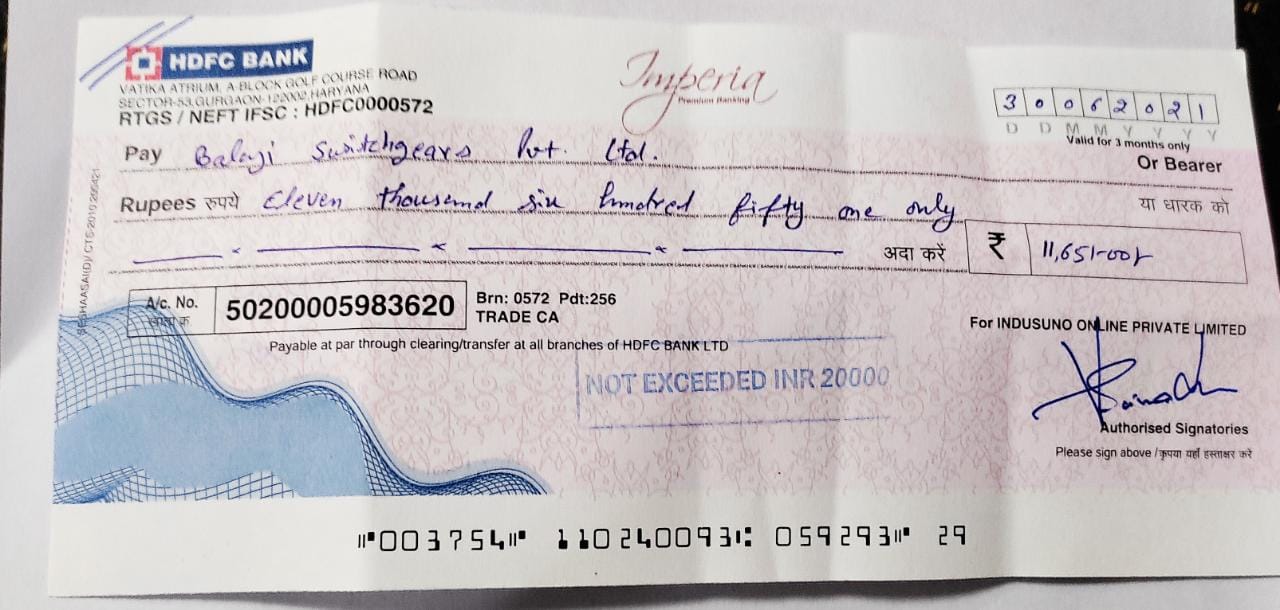 HDFC BANK
VATIKA ATRIUM, A-BLOCK GOLF COURSE ROAD
SECTOR-53,GURGAON-122002,HARYANA
RTGS / NEFT IFSC : HDFC0000572
Imperia
Premium Banking
3 0 0 6 2 0 2 1
D D M M Y Y Y Y
Valid for 3 months only
Pay Balaji Switchgears Pvt. Ltd.
Or Bearer
Rupees रुपये Eleven thousand six hundred fifty one only
या धारक को
अदा करें ₹ 11,651-00/-
A/c. No. 50200005983620
खाता क्र
Brn: 0572 Pdt:256
TRADE CA
Payable at par through clearing/transfer at all branches of HDFC BANK LTD
NOT EXCEEDED INR 20000
For INDUSUNO ONLINE PRIVATE LIMITED
Authorised Signatories
Please sign above /कृपया यहाँ हस्ताक्षर करें
⑈003754⑈ 110240093⑆ 059293⑈ 29